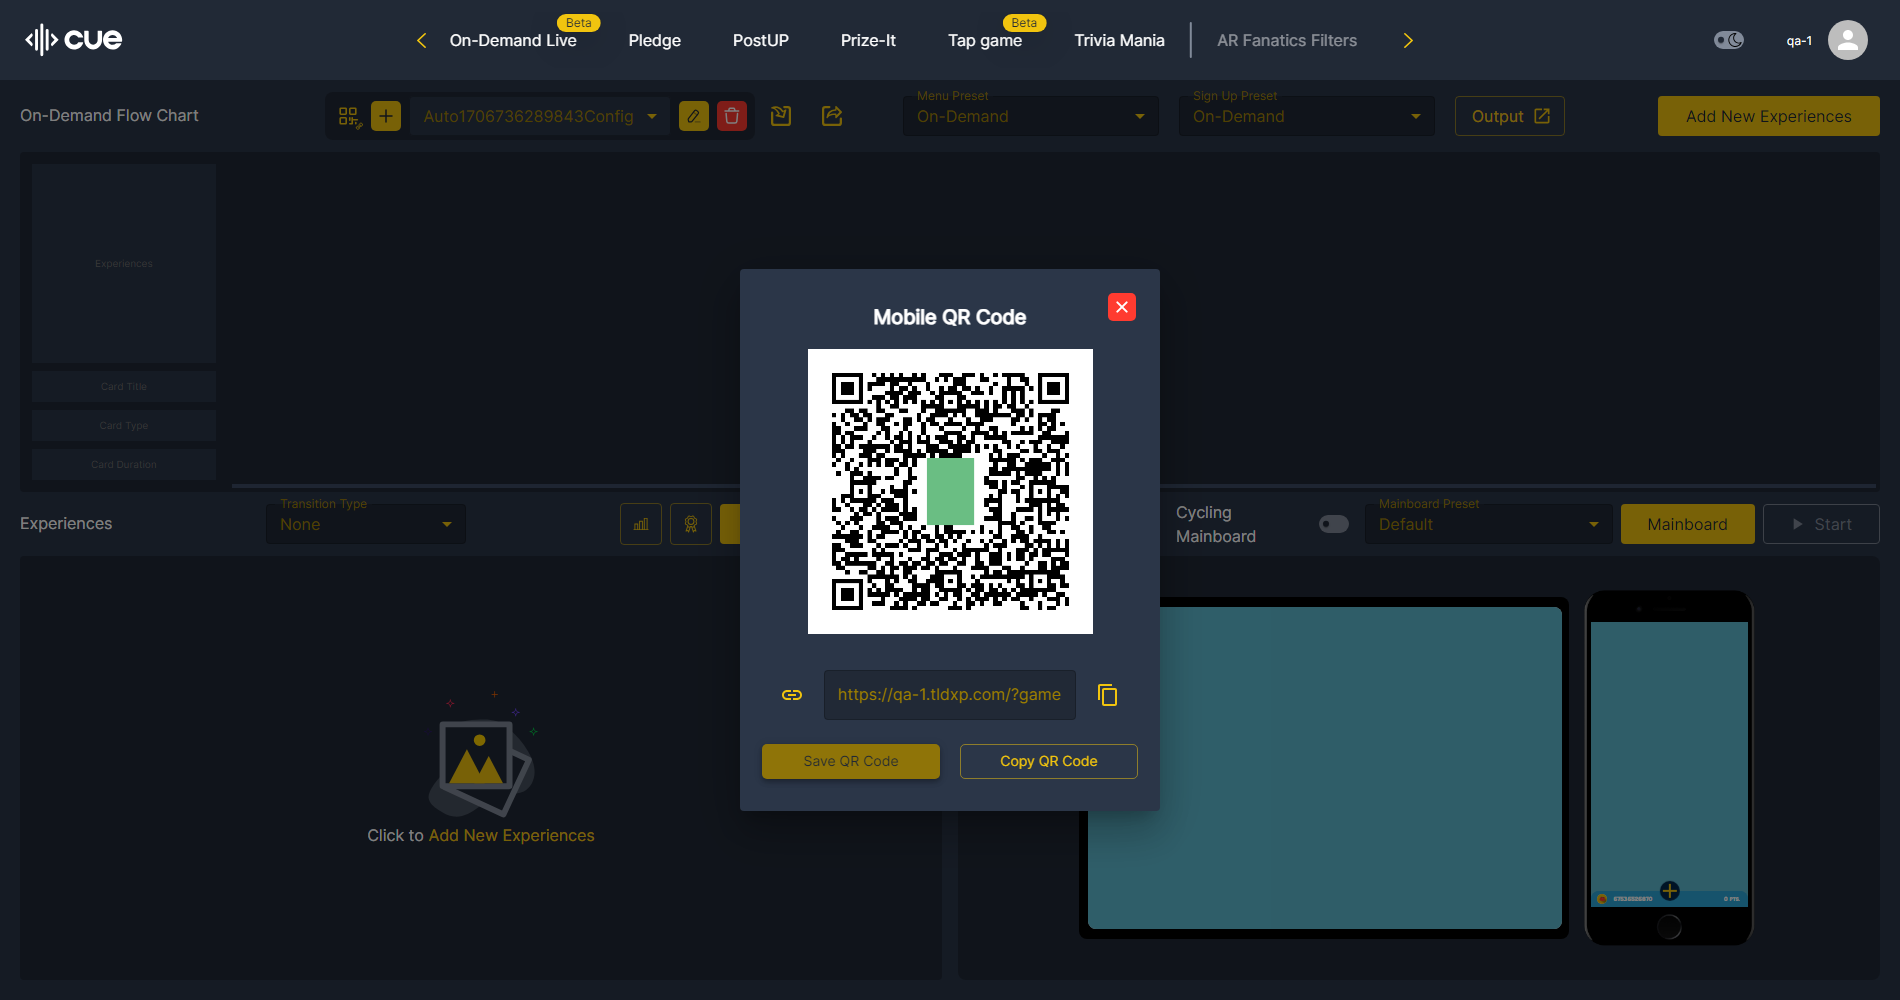 cue
On-Demand Live
Beta
Pledge
PostUP
Prize-It
Tap game
Beta
Trivia Mania
AR Fanatics Filters
qa-1
On-Demand Flow Chart
Auto1706736289843Config
Menu Preset
On-Demand
Sign Up Preset
On-Demand
Output
Add New Experiences
Experiences
Card Title
Card Type
Card Duration
Mobile QR Code
https://qa-1.tldxp.com/?game
Save QR Code
Copy QR Code
Experiences
Transition Type
None
Cycling
Mainboard
Mainboard Preset
Default
Mainboard
Start
Click to Add New Experiences